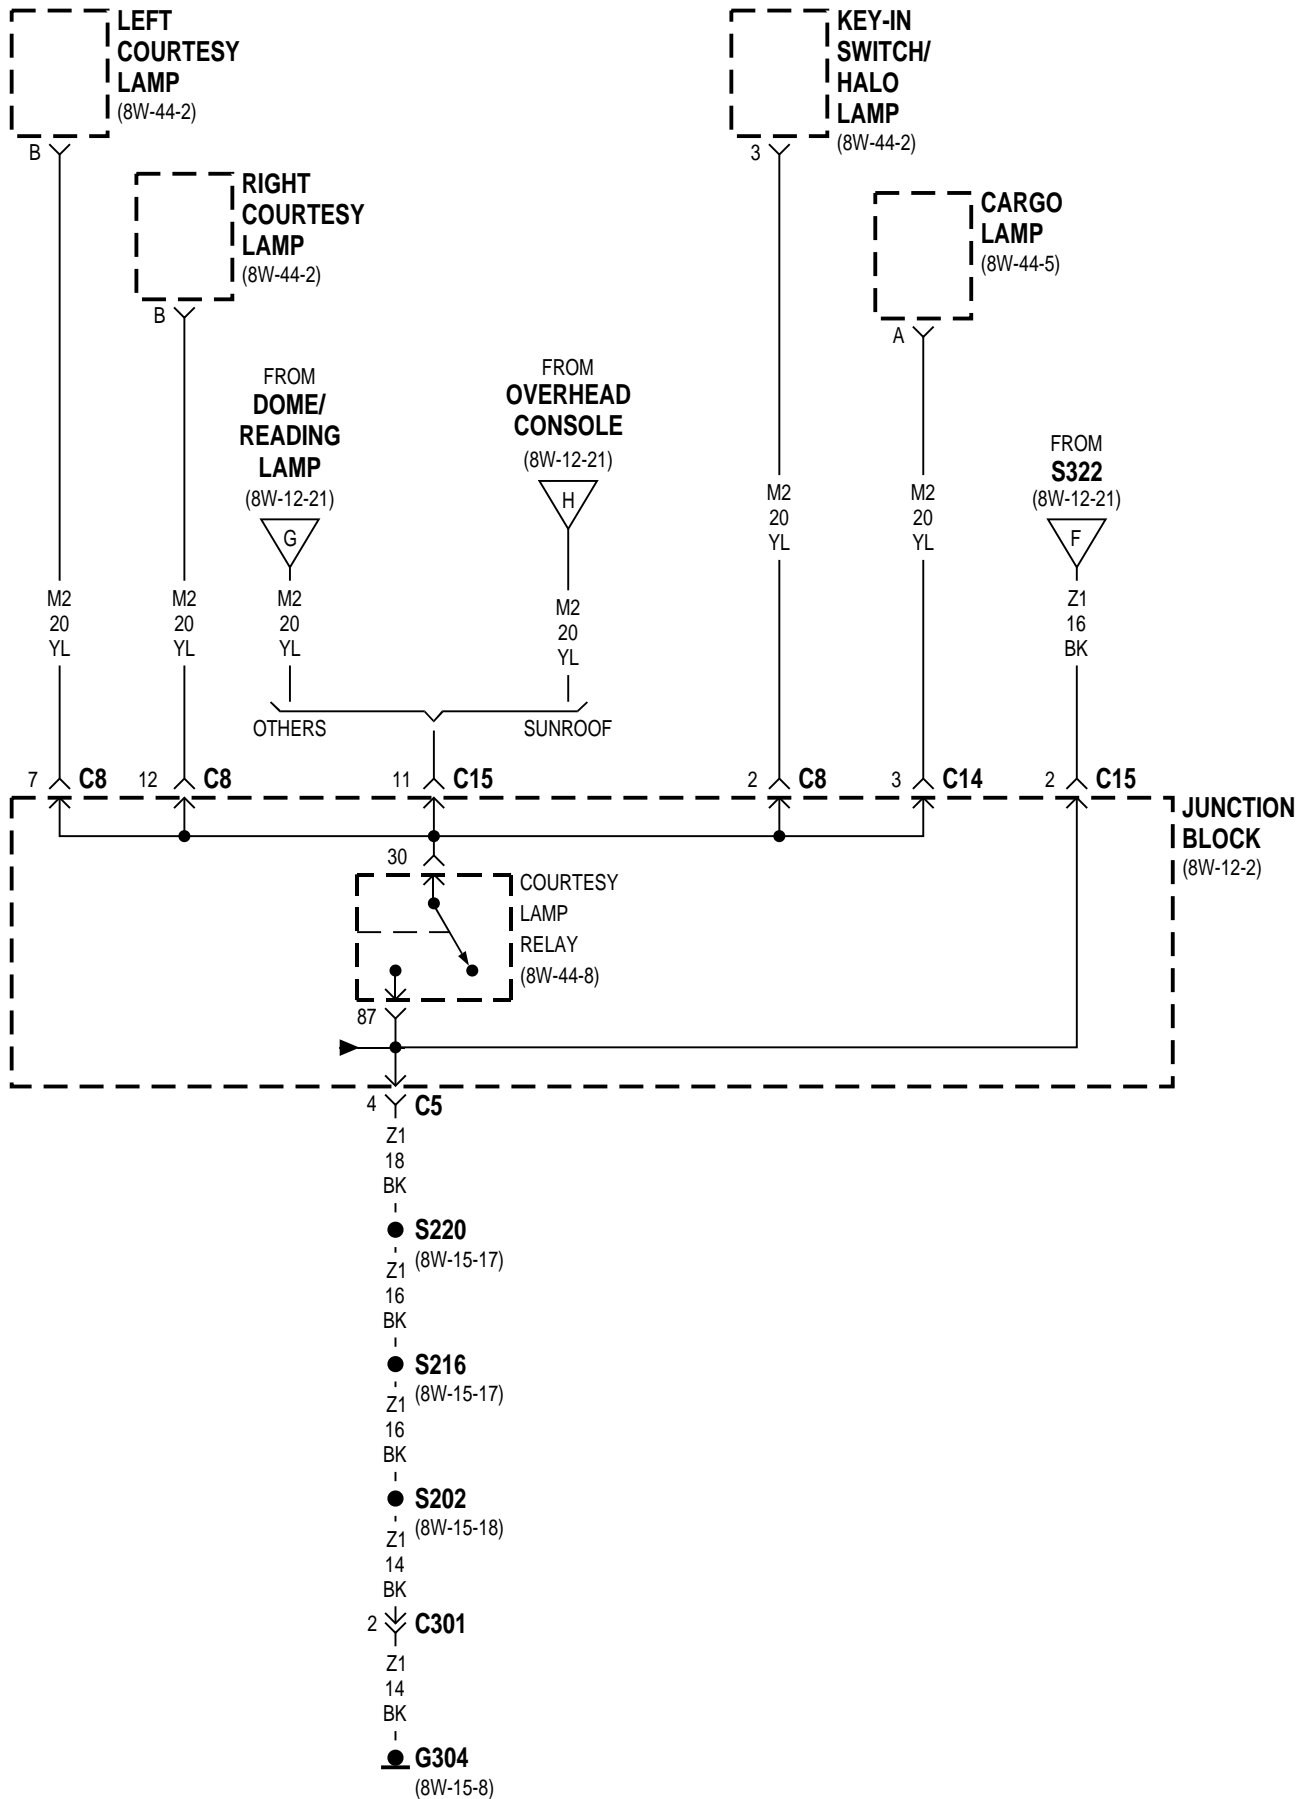 LEFT
COURTESY
LAMP
(8W-44-2)
B
RIGHT
COURTESY
LAMP
(8W-44-2)
B
KEY-IN
SWITCH/
HALO
LAMP
(8W-44-2)
3
CARGO
LAMP
(8W-44-5)
A
FROM
DOME/
READING
LAMP
(8W-12-21)
G
FROM
OVERHEAD
CONSOLE
(8W-12-21)
H
FROM
S322
(8W-12-21)
F
M2
20
YL
M2
20
YL
M2
20
YL
M2
20
YL
M2
20
YL
M2
20
YL
Z1
16
BK
OTHERS
SUNROOF
7 C8
12 C8
11 C15
2 C8
3 C14
2 C15
JUNCTION
BLOCK
(8W-12-2)
30
COURTESY
LAMP
RELAY
(8W-44-8)
87
4 C5
Z1
18
BK
S220
(8W-15-17)
Z1
16
BK
S216
(8W-15-17)
Z1
16
BK
S202
(8W-15-18)
Z1
14
BK
2 C301
Z1
14
BK
G304
(8W-15-8)